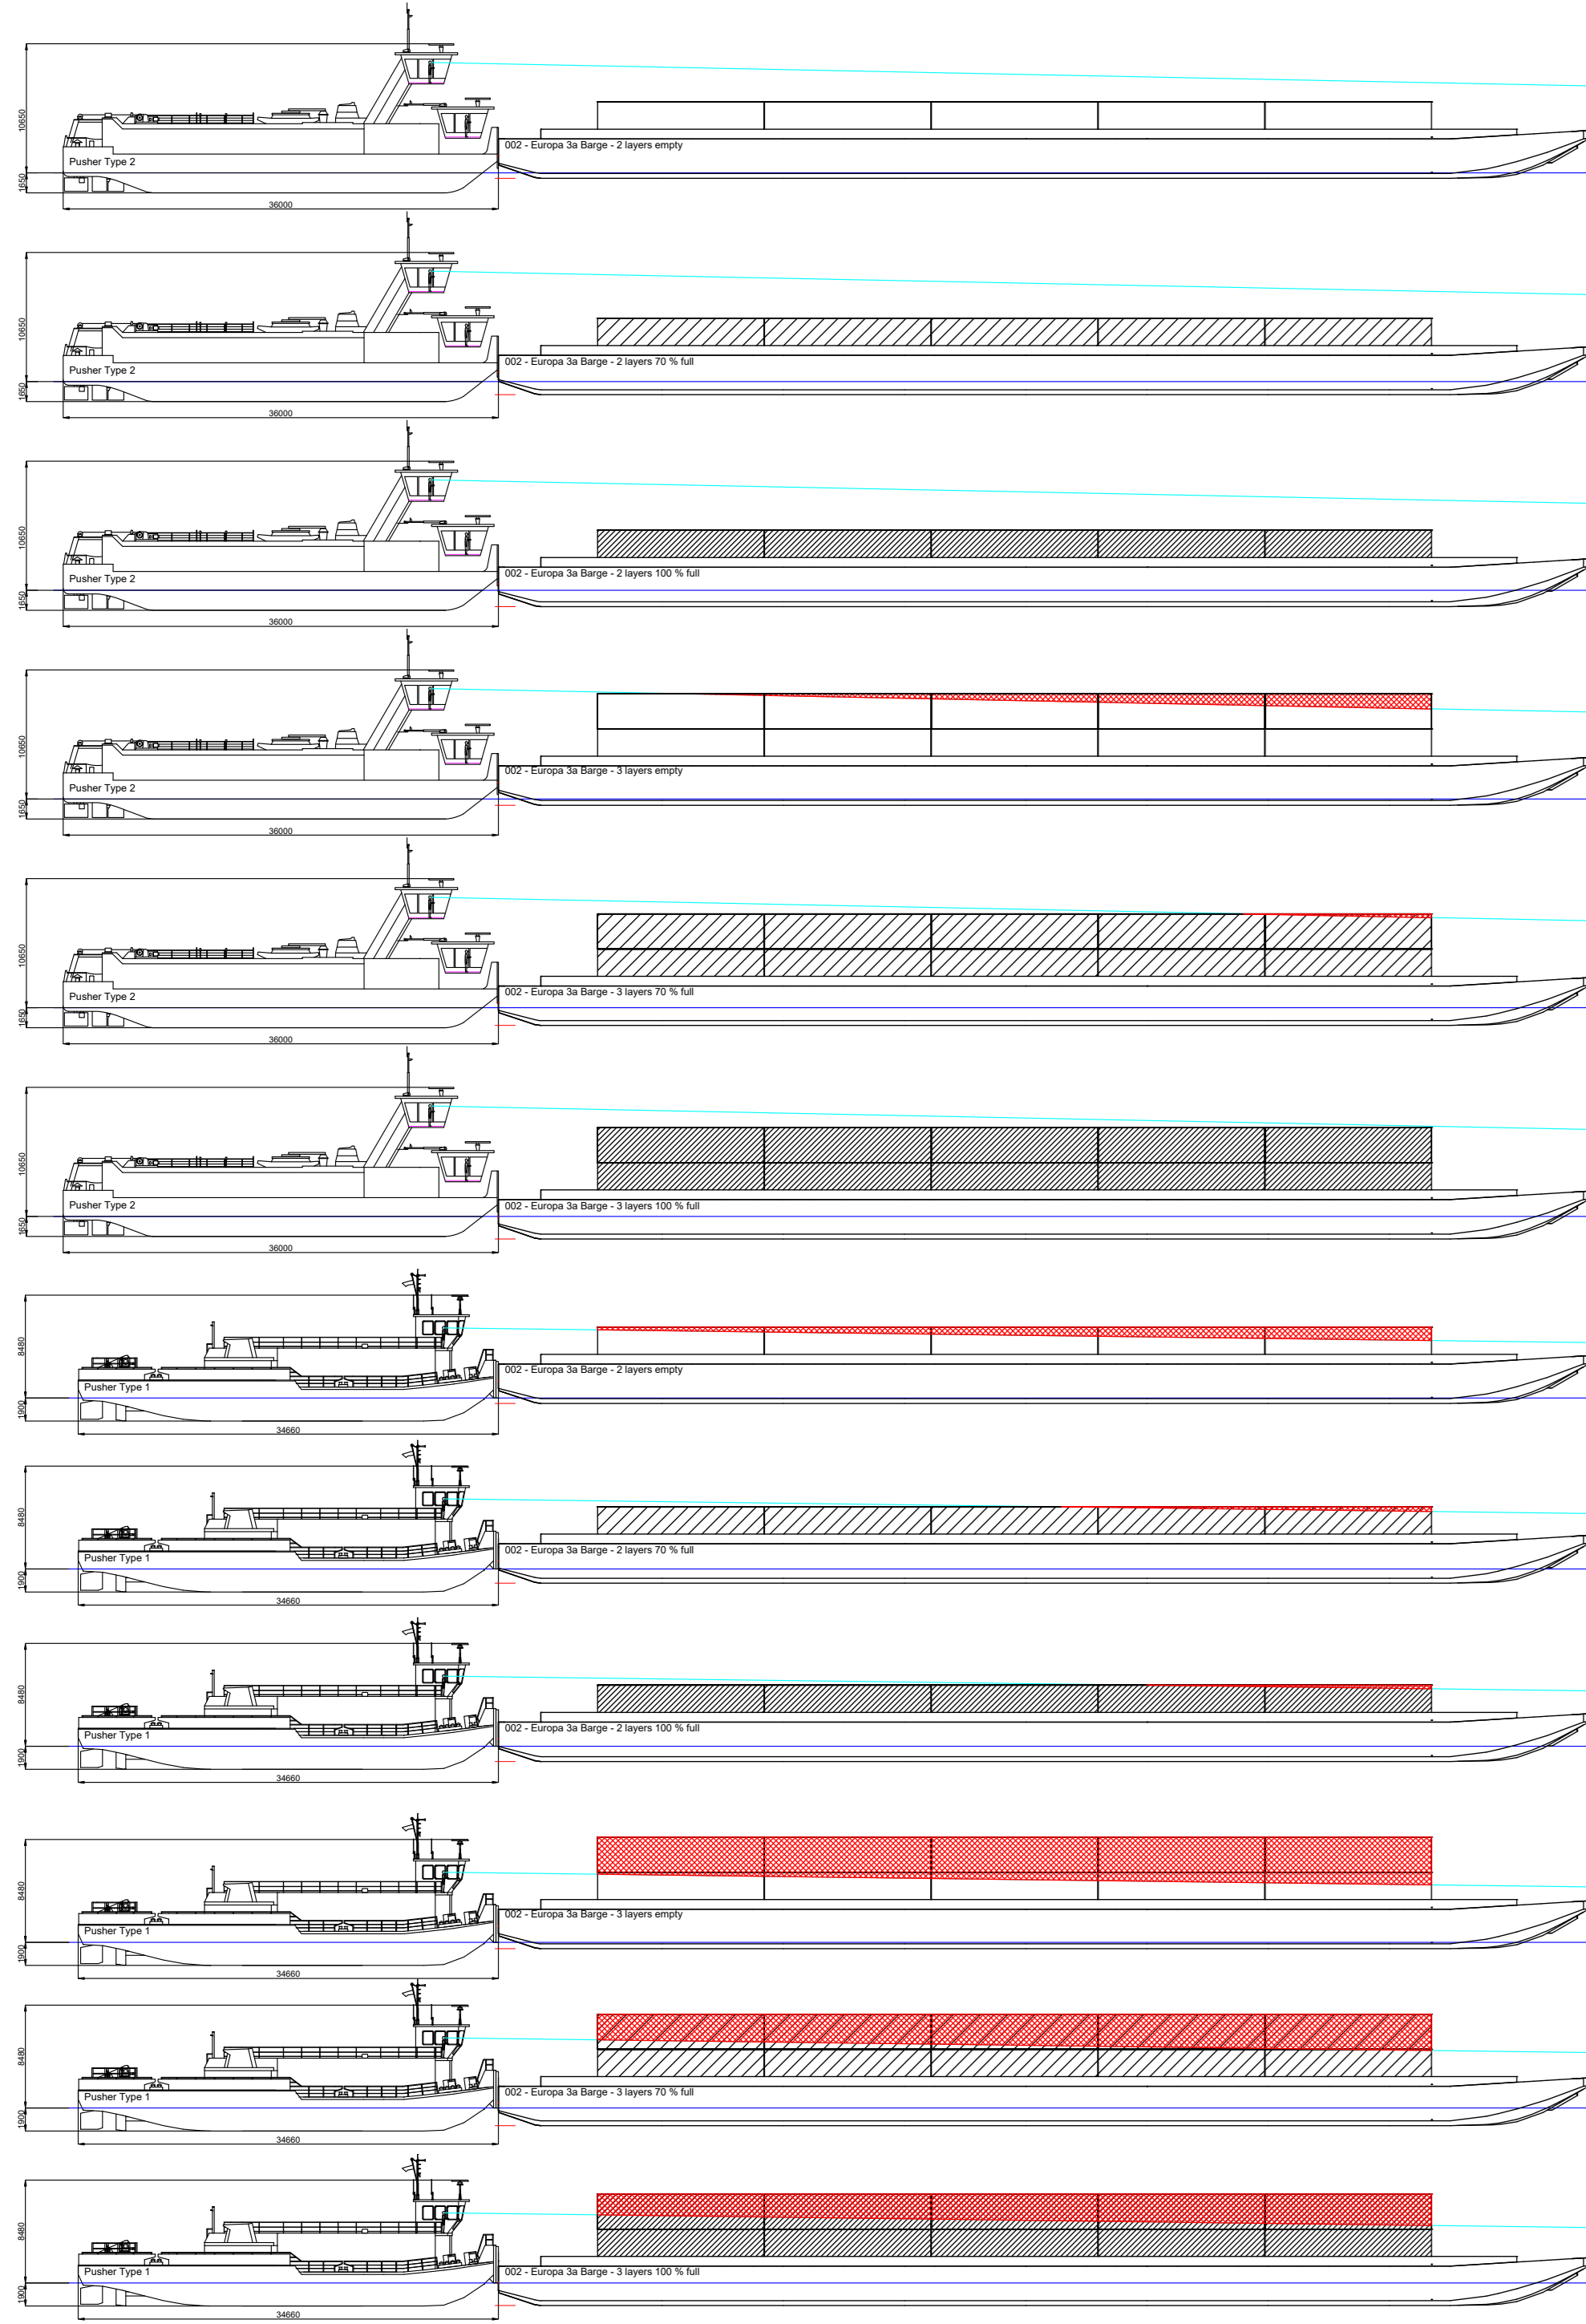 10650
002 - Europa 3a Barge - 2 layers empty
Pusher Type 2
1650
36000
10650
002 - Europa 3a Barge - 2 layers 70 % full
Pusher Type 2
1650
36000
10650
002 - Europa 3a Barge - 2 layers 100 % full
Pusher Type 2
1650
36000
10650
002 - Europa 3a Barge - 3 layers empty
Pusher Type 2
1650
36000
10650
002 - Europa 3a Barge - 3 layers 70 % full
Pusher Type 2
1650
36000
10650
002 - Europa 3a Barge - 3 layers 100 % full
Pusher Type 2
1650
36000
8480
002 - Europa 3a Barge - 2 layers empty
Pusher Type 1
1900
34660
8480
002 - Europa 3a Barge - 2 layers 70 % full
Pusher Type 1
1900
34660
8480
002 - Europa 3a Barge - 2 layers 100 % full
Pusher Type 1
1900
34660
8480
002 - Europa 3a Barge - 3 layers empty
Pusher Type 1
1900
34660
8480
002 - Europa 3a Barge - 3 layers 70 % full
Pusher Type 1
1900
34660
8480
002 - Europa 3a Barge - 3 layers 100 % full
Pusher Type 1
1900
34660